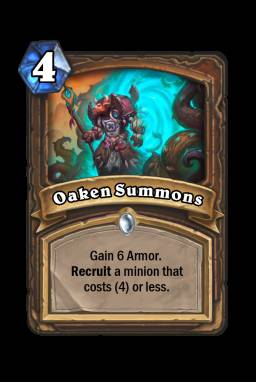 4
Oaken Summons
Gain 6 Armor.
Recruit a minion that
costs (4) or less.